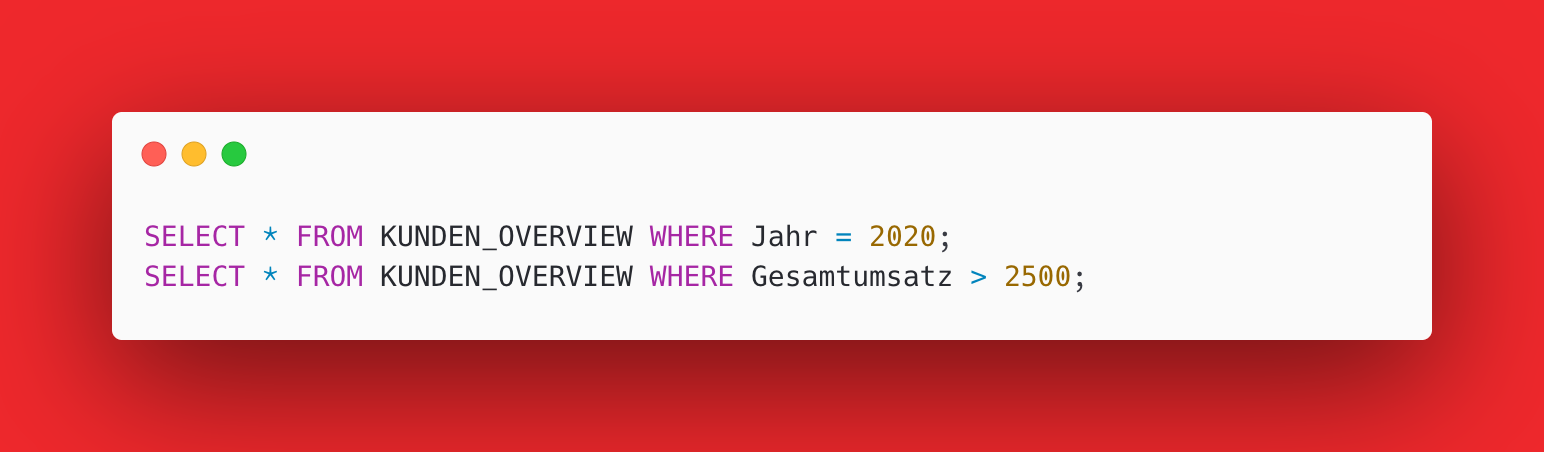 SELECT * FROM KUNDEN_OVERVIEW WHERE Jahr = 2020;
SELECT * FROM KUNDEN_OVERVIEW WHERE Gesamtumsatz > 2500;